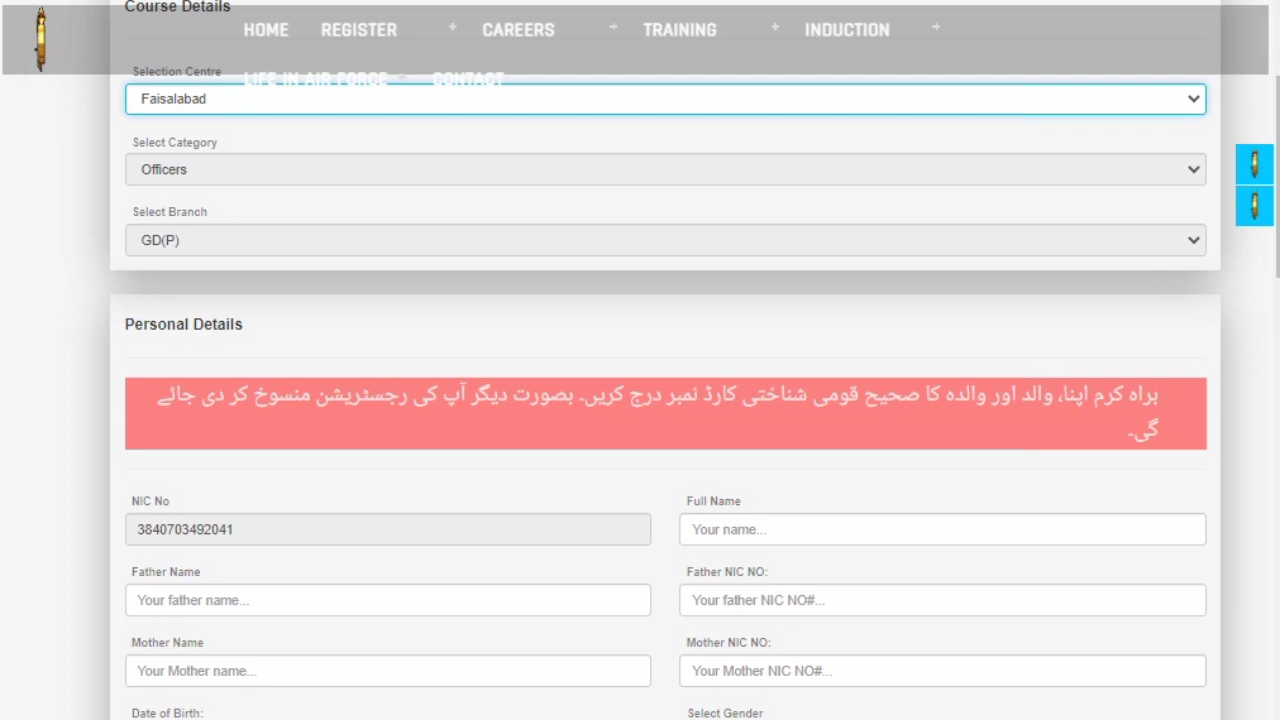 Course Details
HOME REGISTER + CAREERS + TRAINING + INDUCTION +
Selection Centre
LIFE IN AIR FORCE + CONTACT
Faisalabad
Select Category
Officers
Select Branch
GD(P)
Personal Details
براہ کرم اپنا، والد اور والدہ کا صحیح قومی شناختی کارڈ نمبر درج کریں۔ بصورت دیگر آپ کی رجسٹریشن منسوخ کر دی جائے
گی۔
NIC No Full Name
3840703492041 Your name...
Father Name Father NIC NO:
Your father name... Your father NIC NO#...
Mother Name Mother NIC NO:
Your Mother name... Your Mother NIC NO#...
Date of Birth: Select Gender